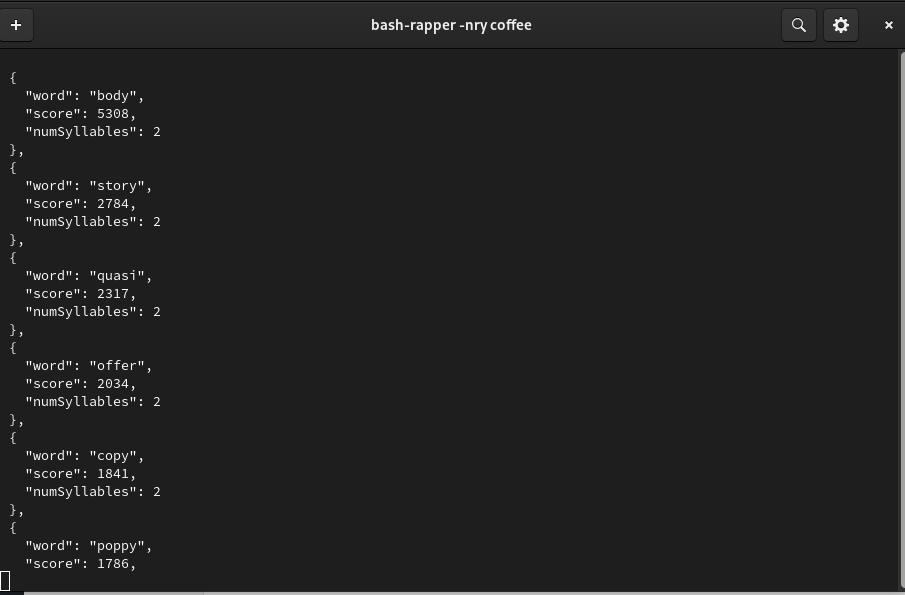 bash-rapper -nry coffee
{
"word": "body",
"score": 5308,
"numSyllables": 2
},
{
"word": "story",
"score": 2784,
"numSyllables": 2
},
{
"word": "quasi",
"score": 2317,
"numSyllables": 2
},
{
"word": "offer",
"score": 2034,
"numSyllables": 2
},
{
"word": "copy",
"score": 1841,
"numSyllables": 2
},
{
"word": "poppy",
"score": 1786,